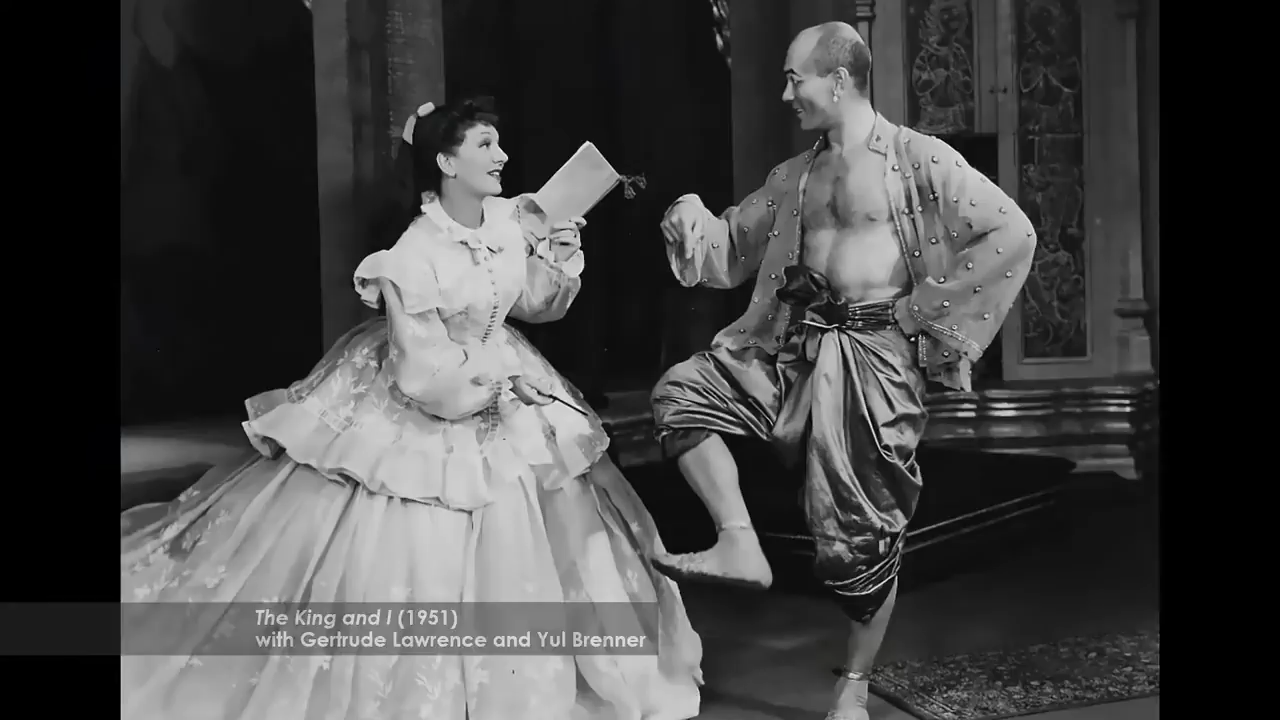 The King and I (1951)
with Gertrude Lawrence and Yul Brenner